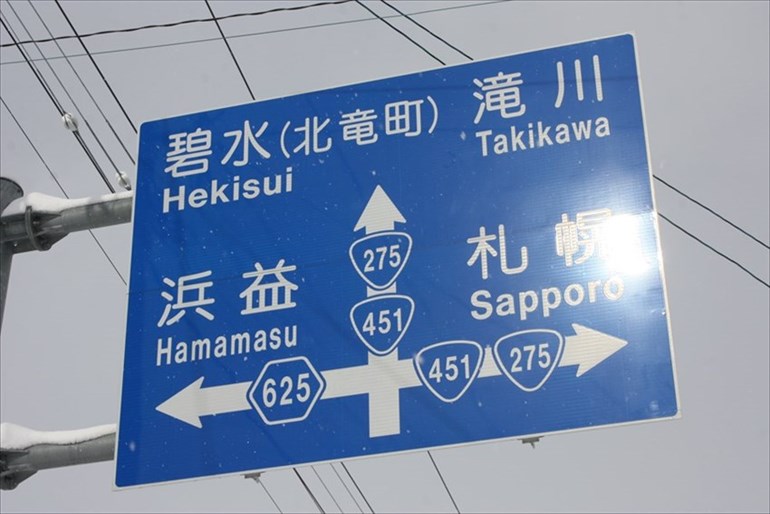 碧水(北竜町) 滝川
Hekisui Takikawa
275
浜益 札幌
Hamamasu 451 Sapporo
625 451 275